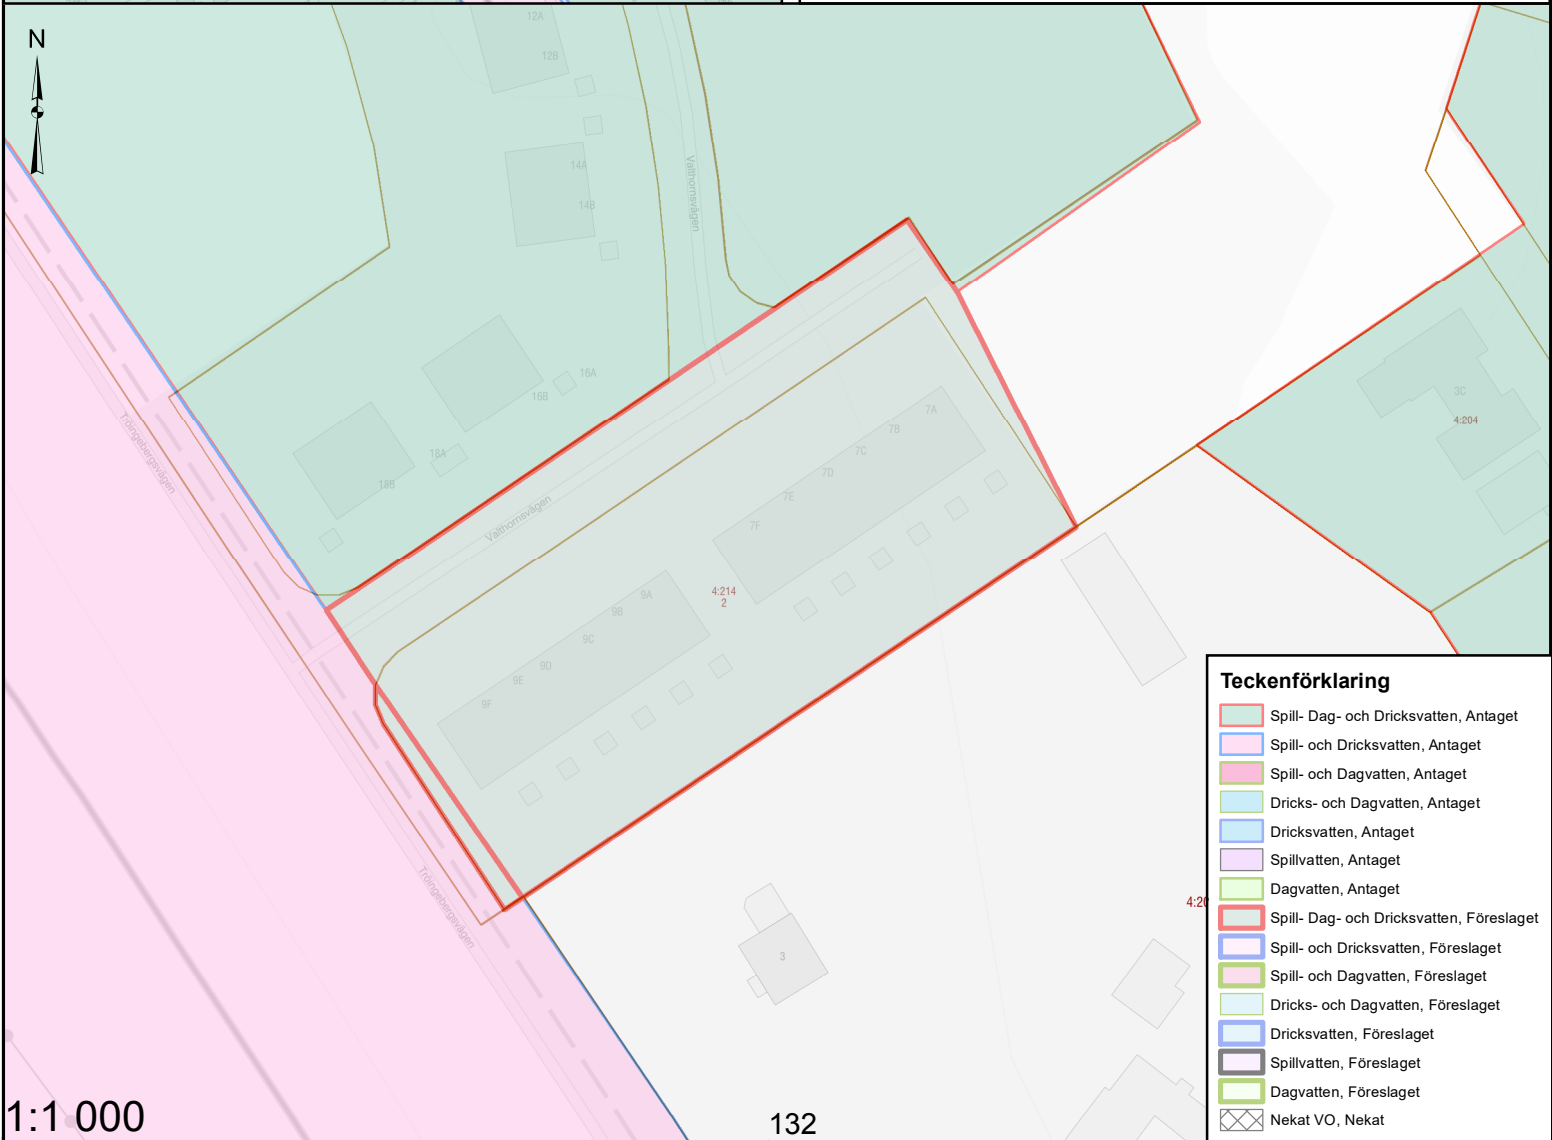 N
12A
12B
14A
14B
Valthornsvägen
16A
16B
18A
18B
Tröingebergsvägen
Valthornsvägen
7A
7B
7C
7D
7E
7F
4:214
2
9A
9B
9C
9D
9E
9F
3C
4:204
Tröingebergsvägen
3
4:20
Teckenförklaring
Spill- Dag- och Dricksvatten, Antaget
Spill- och Dricksvatten, Antaget
Spill- och Dagvatten, Antaget
Dricks- och Dagvatten, Antaget
Dricksvatten, Antaget
Spillvatten, Antaget
Dagvatten, Antaget
Spill- Dag- och Dricksvatten, Föreslaget
Spill- och Dricksvatten, Föreslaget
Spill- och Dagvatten, Föreslaget
Dricks- och Dagvatten, Föreslaget
Dricksvatten, Föreslaget
Spillvatten, Föreslaget
Dagvatten, Föreslaget
Nekat VO, Nekat
1:1 000
132